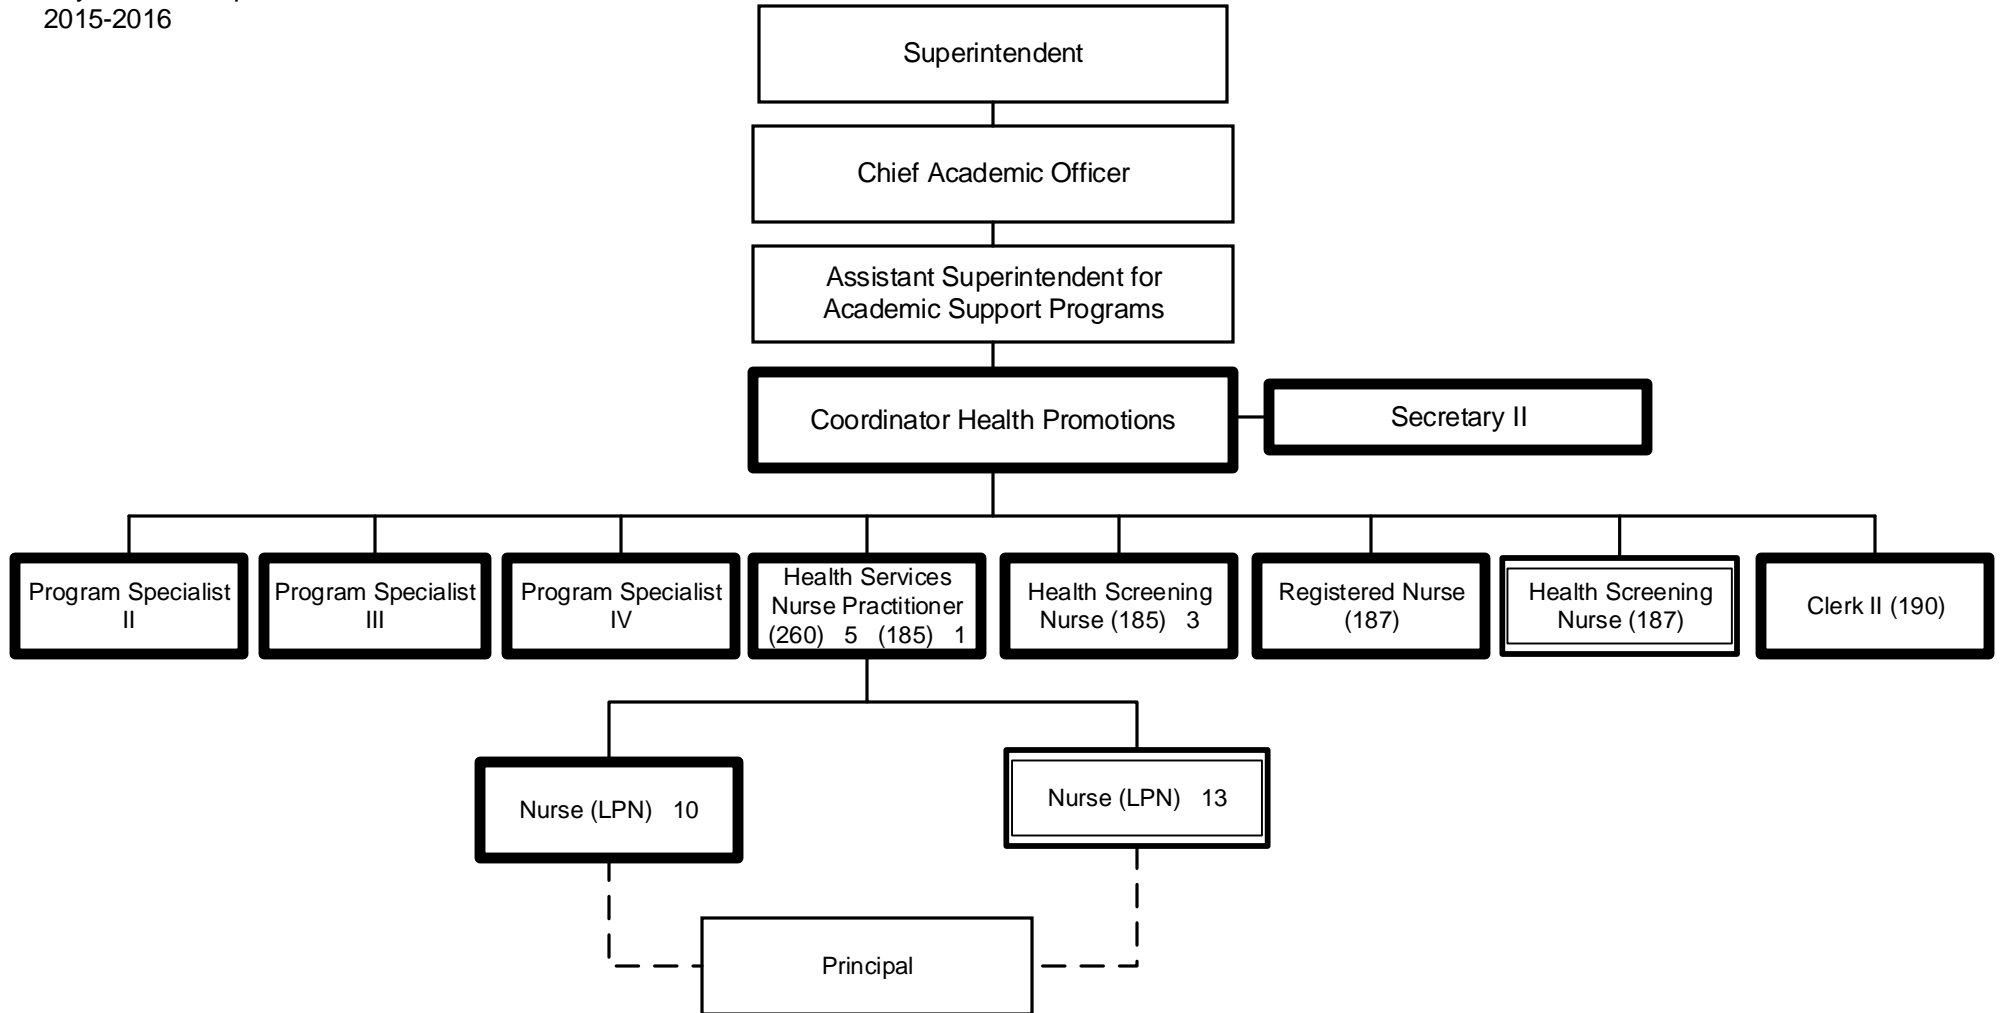 2015-2016
Superintendent
Chief Academic Officer
Assistant Superintendent for
Academic Support Programs
Coordinator Health Promotions
Secretary II
Program Specialist
II
Program Specialist
III
Program Specialist
IV
Health Services
Nurse Practitioner
(260) 5 (185) 1
Health Screening
Nurse (185) 3
Registered Nurse
(187)
Health Screening
Nurse (187)
Clerk II (190)
Nurse (LPN) 10
Nurse (LPN) 13
Principal